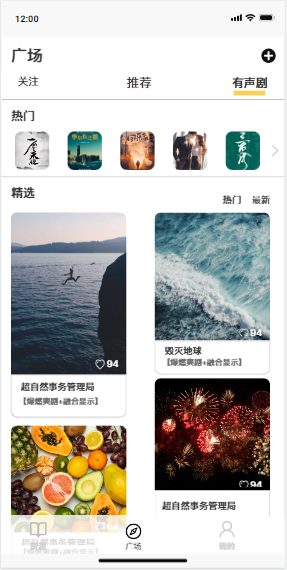 12:00
广场
关注 推荐 有声剧
热门
精选
热门 最新
94
94
超自然事务管理局
【爆燃爽剧+融合显示】
毁灭地球
【爆燃爽剧+融合显示】
94
超自然事务管理局
广场
我的